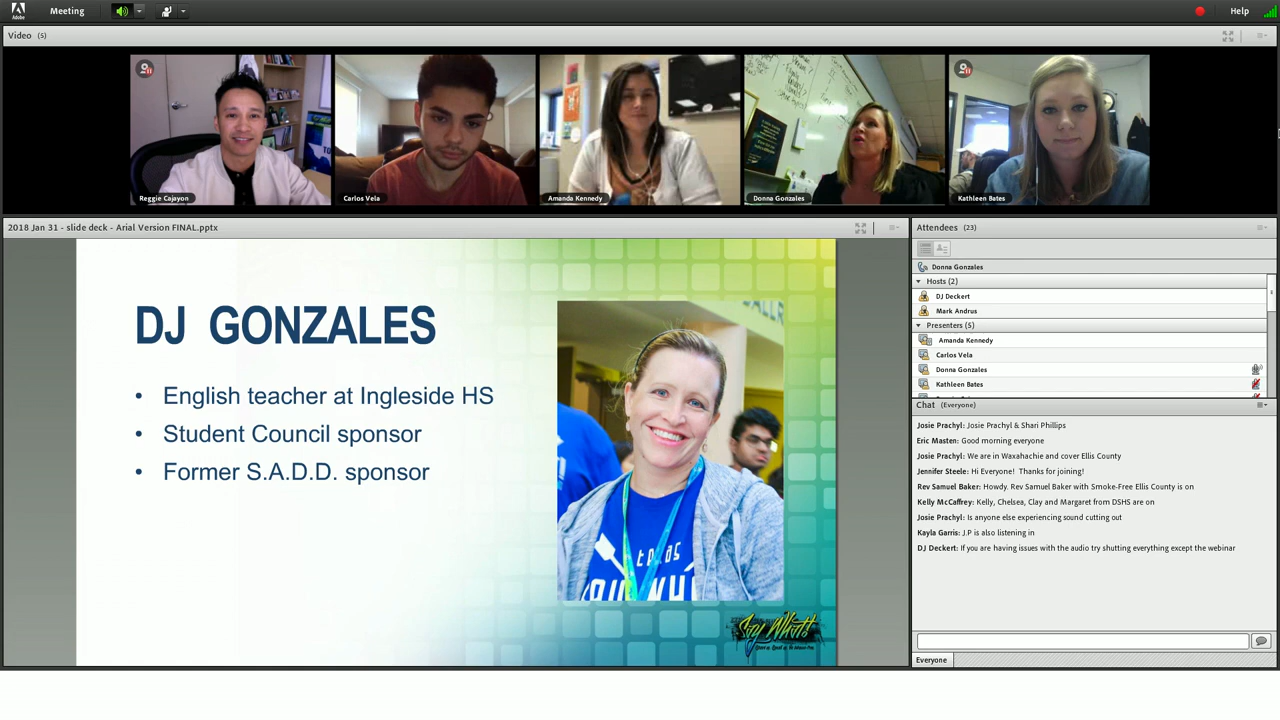 Adobe
Meeting
Help
Video (5)
Reggie Cajayon
Carlos Vela
Amanda Kennedy
Donna Gonzales
Kathleen Bates
2018 Jan 31 - slide deck - Arial Version FINAL.pptx
DJ GONZALES
• English teacher at Ingleside HS
• Student Council sponsor
• Former S.A.D.D. sponsor
texas
Say What!
Attendees (23)
Donna Gonzales
Hosts (2)
DJ Deckert
Mark Andrus
Presenters (5)
Amanda Kennedy
Carlos Vela
Donna Gonzales
Kathleen Bates
Chat (Everyone)
Josie Prachyl: Josie Prachyl & Shari Phillips
Eric Masten: Good morning everyone
Josie Prachyl: We are in Waxahachie and cover Ellis County
Jennifer Steele: Hi Everyone! Thanks for joining!
Rev Samuel Baker: Howdy. Rev Samuel Baker with Smoke-Free Ellis County is on
Kelly McCaffrey: Kelly, Chelsea, Clay and Margaret from DSHS are on
Josie Prachyl: Is anyone else experiencing sound cutting out
Kayla Garris: J.P is also listening in
DJ Deckert: If you are having issues with the audio try shutting everything except the webinar
Everyone